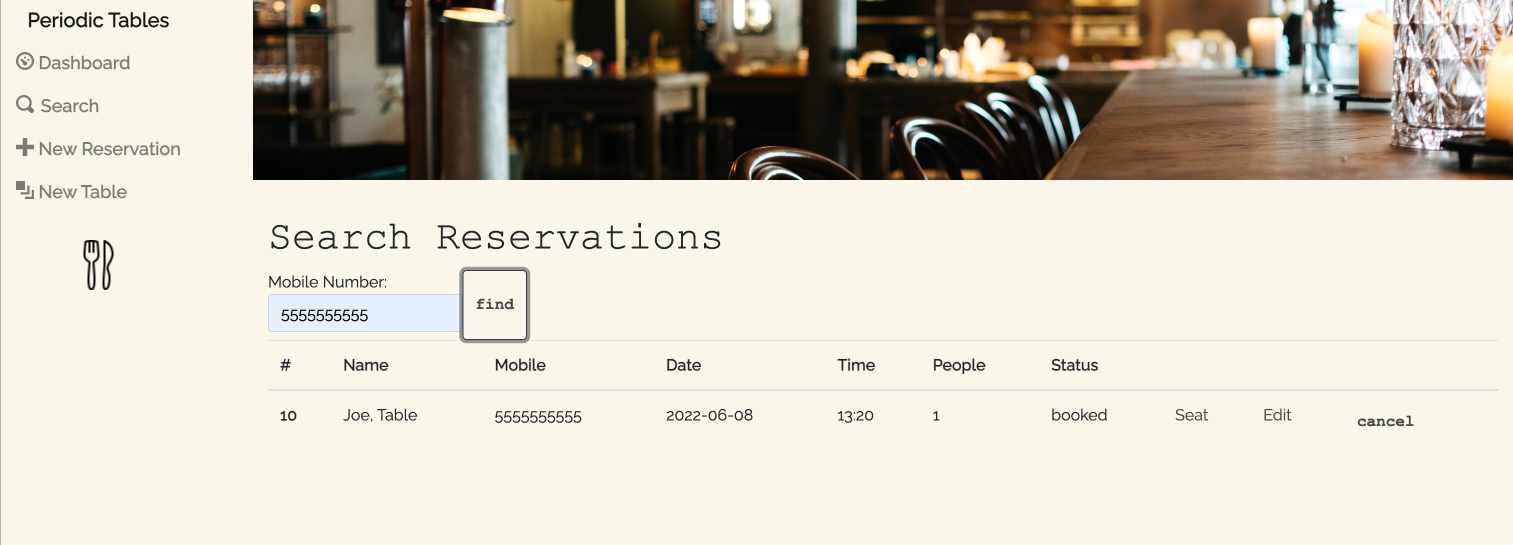 Periodic Tables
Dashboard
Search
New Reservation
New Table
Search Reservations
Mobile Number:
5555555555
find
# Name Mobile Date Time People Status
10 Joe, Table 5555555555 2022-06-08 13:20 1 booked Seat Edit cancel